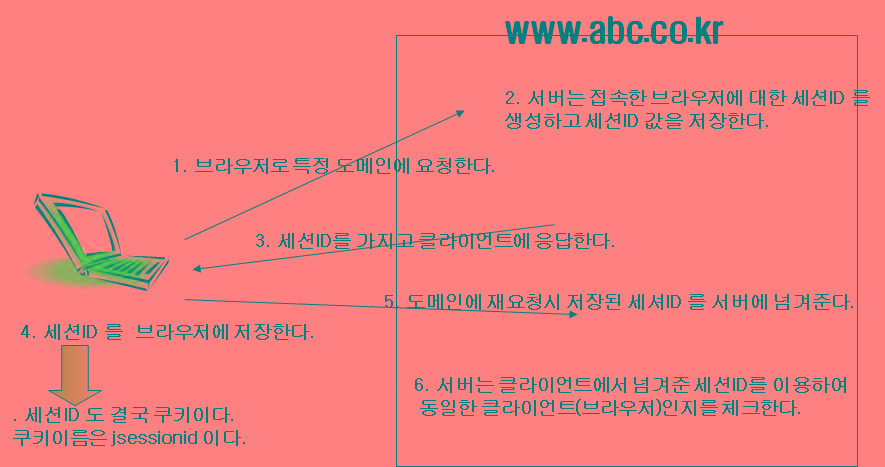 www.abc.co.kr
2. 서버는 접속한 브라우저에 대한 세션ID 를
생성하고 세션ID 값을 저장한다.
1. 브라우저로 특정 도메인에 요청한다.
3. 세션ID를 가지고 클라이언트에 응답한다.
5. 도메인에 재요청시 저장된 세셔ID 를 서버에 넘겨준다.
4. 세션ID 를 브라우저에 저장한다.
6. 서버는 클라이언트에서 넘겨준 세션ID를 이용하여
동일한 클라이언트(브라우저)인지를 체크한다.
. 세션ID 도 결국 쿠키이다.
쿠키이름은 jsessionid 이다.